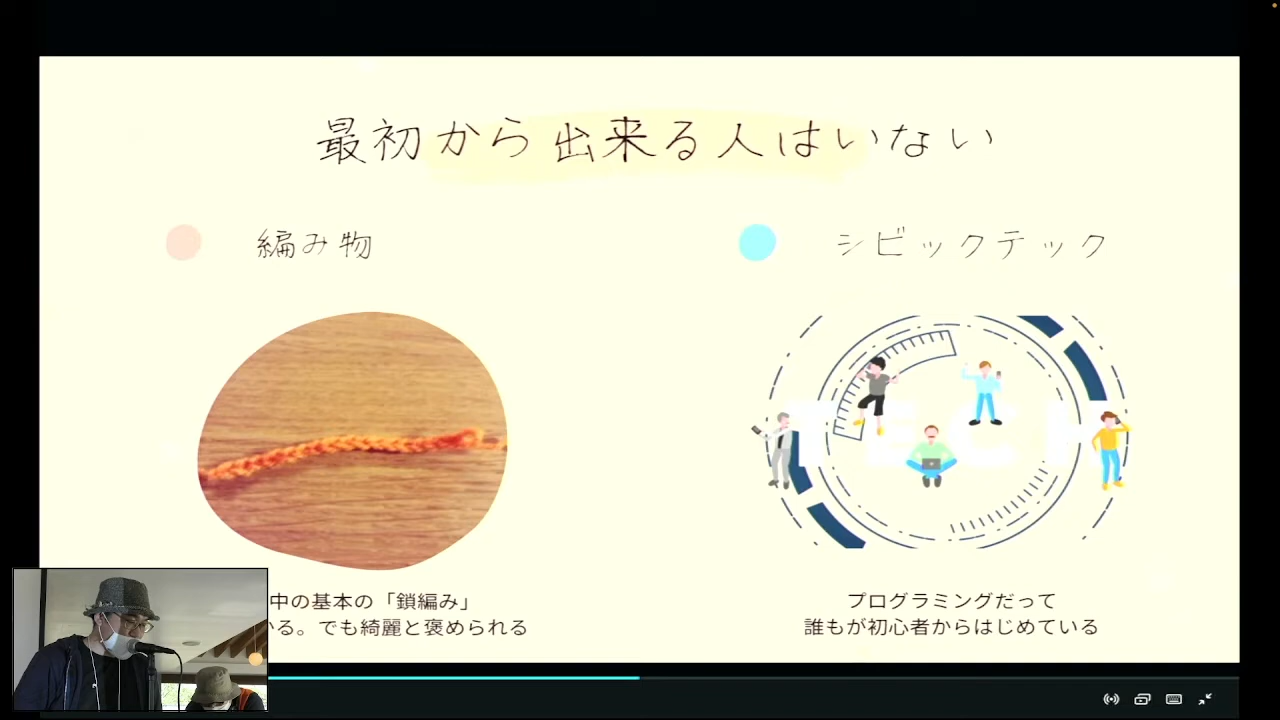 最初から出来る人はいない
編み物
シビックテック
TECH
中の基本の「鎖編み」
かる。でも綺麗と褒められる
プログラミングだって
誰もが初心者からはじめている